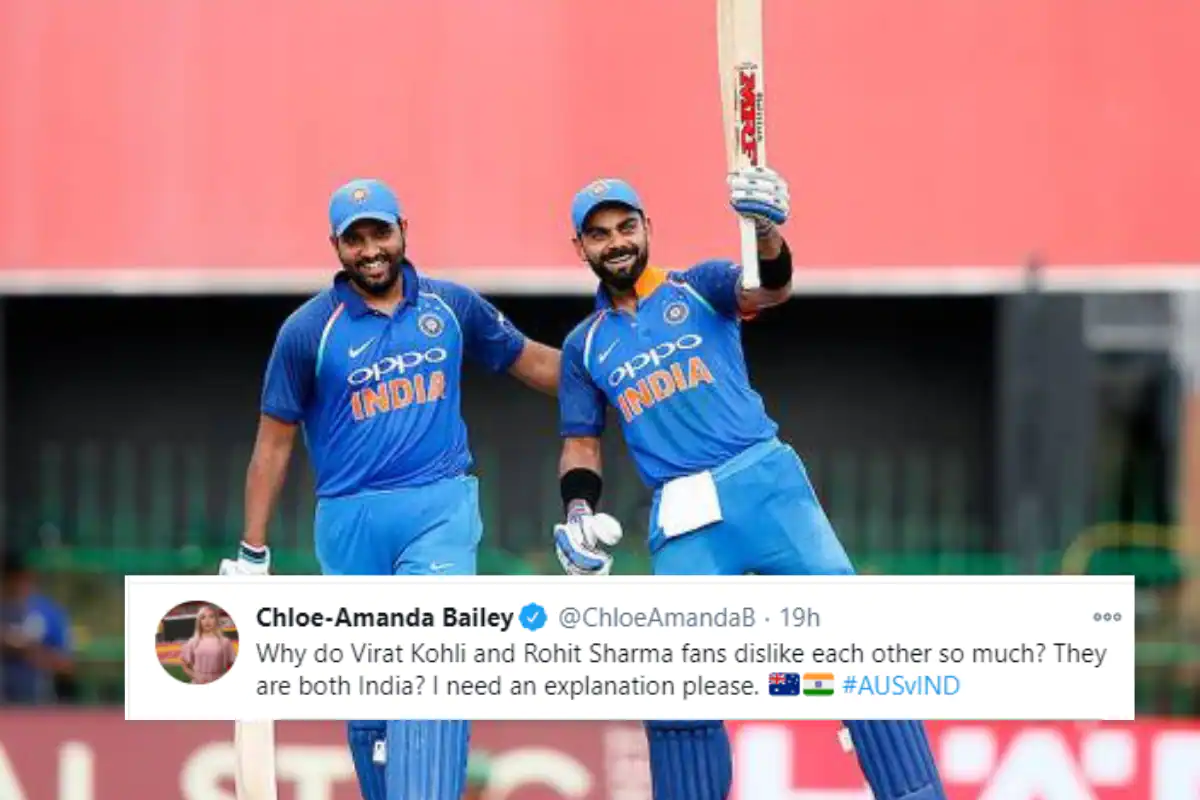 MRF
oppo
INDIA
oppo
INDIA
Chloe-Amanda Bailey @ChloeAmandaB · 19h
Why do Virat Kohli and Rohit Sharma fans dislike each other so much? They
are both India? I need an explanation please. 🇦🇺🇮🇳 #AUSvIND